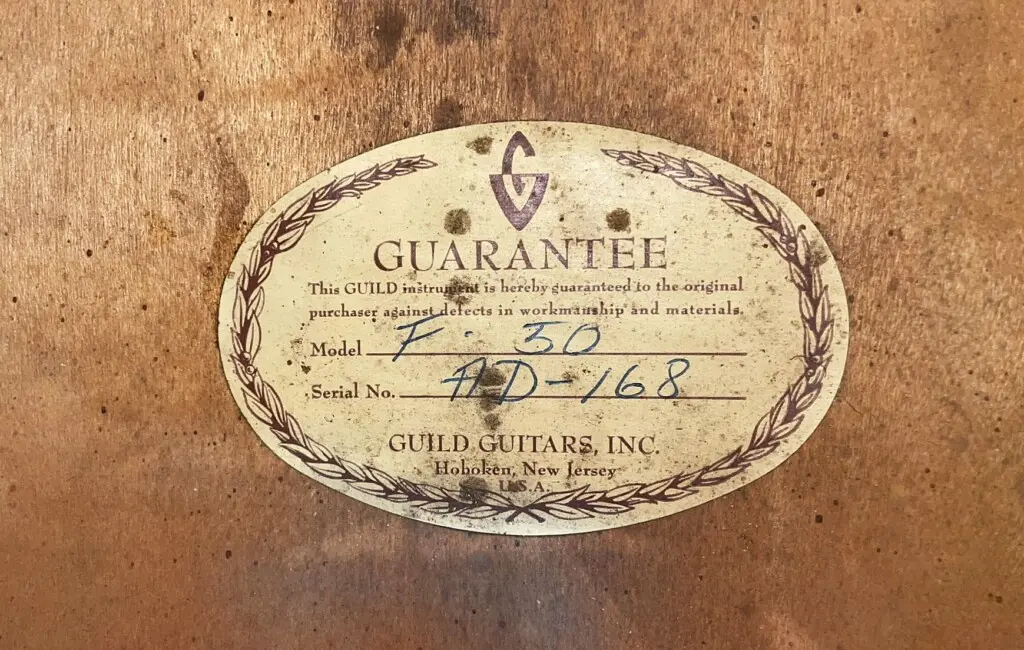 G
GUARANTEE
This GUILD instrument is hereby guaranteed to the original
purchaser against defects in workmanship and materials.
Model F-50
Serial No. AD-168
GUILD GUITARS, INC.
Hoboken, New Jersey
U.S.A.